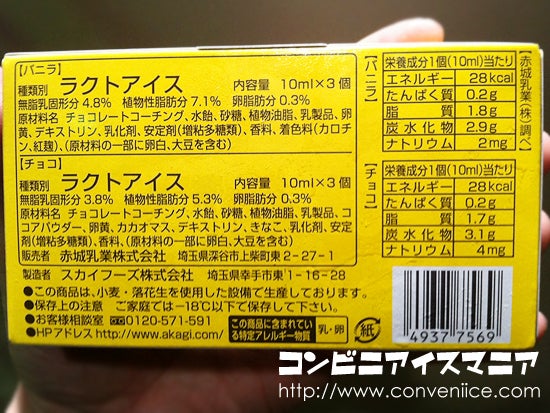 【バニラ】
種類別 ラクトアイス 内容量 10ml×3個
無脂乳固形分 4.8% 植物性脂肪分 7.1% 卵脂肪分 0.3%
原材料名 チョコレートコーチング、水飴、砂糖、植物油脂、乳製品、卵
黄、デキストリン、乳化剤、安定剤(増粘多糖類)、香料、着色料(カロチ
ン、紅麹)、(原材料の一部に卵白、大豆を含む)
【チョコ】
種類別 ラクトアイス 内容量 10ml×3個
無脂乳固形分 3.8% 植物性脂肪分 5.3% 卵脂肪分 0.3%
原材料名 チョコレートコーチング、水飴、砂糖、植物油脂、乳製品、コ
コアパウダー、卵黄、カカオマス、デキストリン、きなこ、乳化剤、安定
剤(増粘多糖類)、香料、(原材料の一部に卵白、大豆を含む)
販売者 赤城乳業株式会社 埼玉県深谷市上柴町東2-27-1
製造者 スカイフーズ株式会社 埼玉県幸手市東1-16-28
●この商品は、小麦・落花生を使用した設備で生産しております。
●保存上の注意 ご家庭では-18℃以下で保存して下さい。
●お客様相談室 0120-571-591
●HPアドレス http://www.akagi.com/
この商品に含まれている特定アレルギー物質 乳・卵
紙
【バニラ】
栄養成分1個(10ml)当たり
エネルギー 28kcal
たんぱく質 0.2g
脂質 1.8g
炭水化物 2.9g
ナトリウム 2mg
【赤城乳業(株)調べ】
【チョコ】
栄養成分1個(10ml)当たり
エネルギー 28kcal
たんぱく質 0.2g
脂質 1.7g
炭水化物 3.1g
ナトリウム 4mg
4937 7569
コンビニアイスマニア
http://www.conveniice.com/